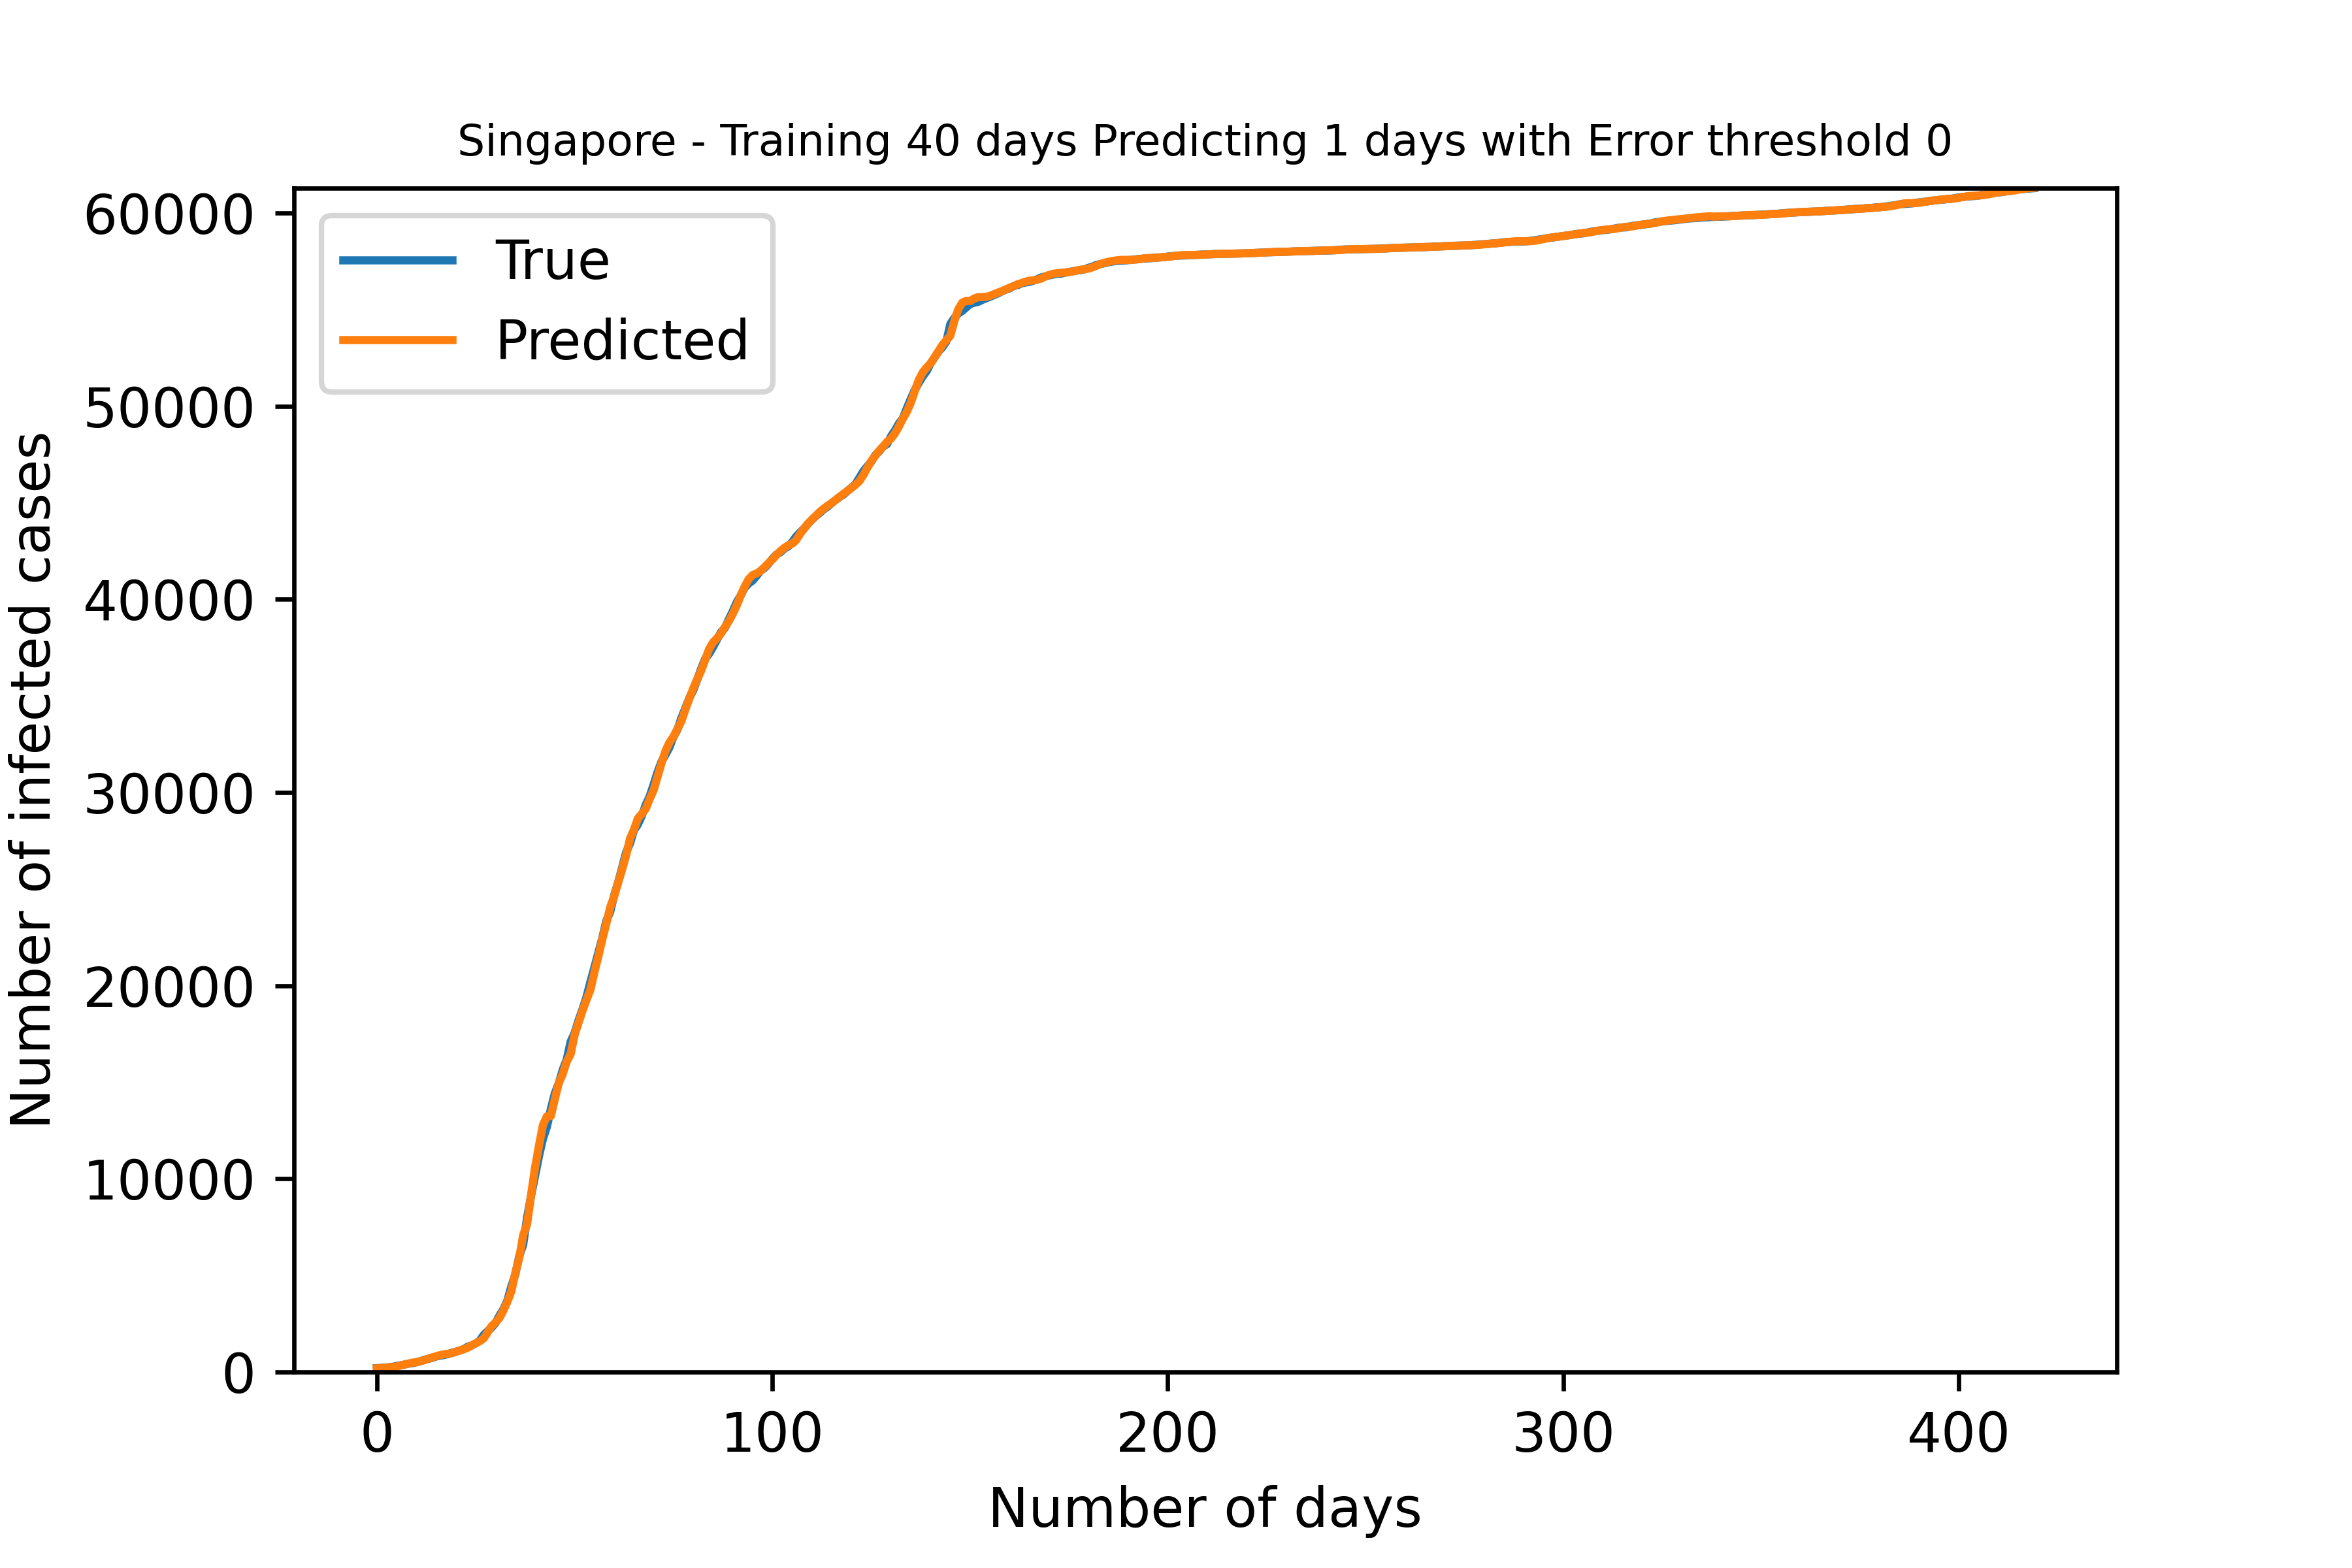 Singapore - Training 40 days Predicting 1 days with Error threshold 0
True
Predicted
60000
50000
40000
30000
20000
10000
0
Number of infected cases
0 100 200 300 400
Number of days